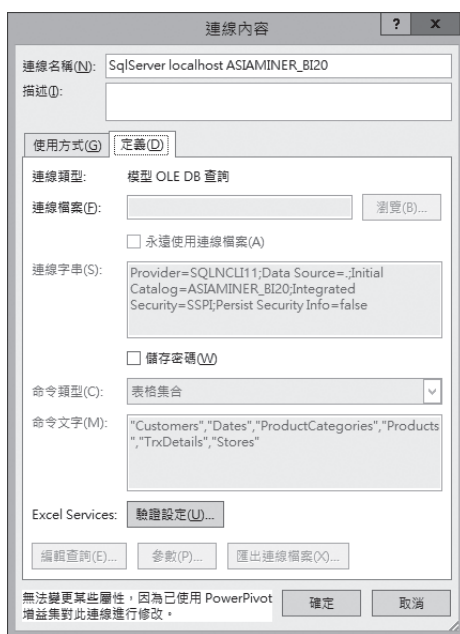 連線內容
? x
連線名稱(N): SqlServer localhost ASIAMINER_BI20
描述(I):
使用方式(G) 定義(D)
連線類型: 模型 OLE DB 查詢
連線檔案(F): 瀏覽(B)...
永遠使用連線檔案(A)
連線字串(S): Provider=SQLNCLI11;Data Source=.;Initial
Catalog=ASIAMINER_BI20;Integrated
Security=SSPI;Persist Security Info=false
儲存密碼(W)
命令類型(C): 表格集合
命令文字(M): "Customers","Dates","ProductCategories","Products
","TrxDetails","Stores"
Excel Services: 驗證設定(U)...
編輯查詢(E)... 參數(P)... 匯出連線檔案(X)...
無法變更某些屬性，因為已使用 PowerPivot
增益集對此連線進行修改。
確定 取消